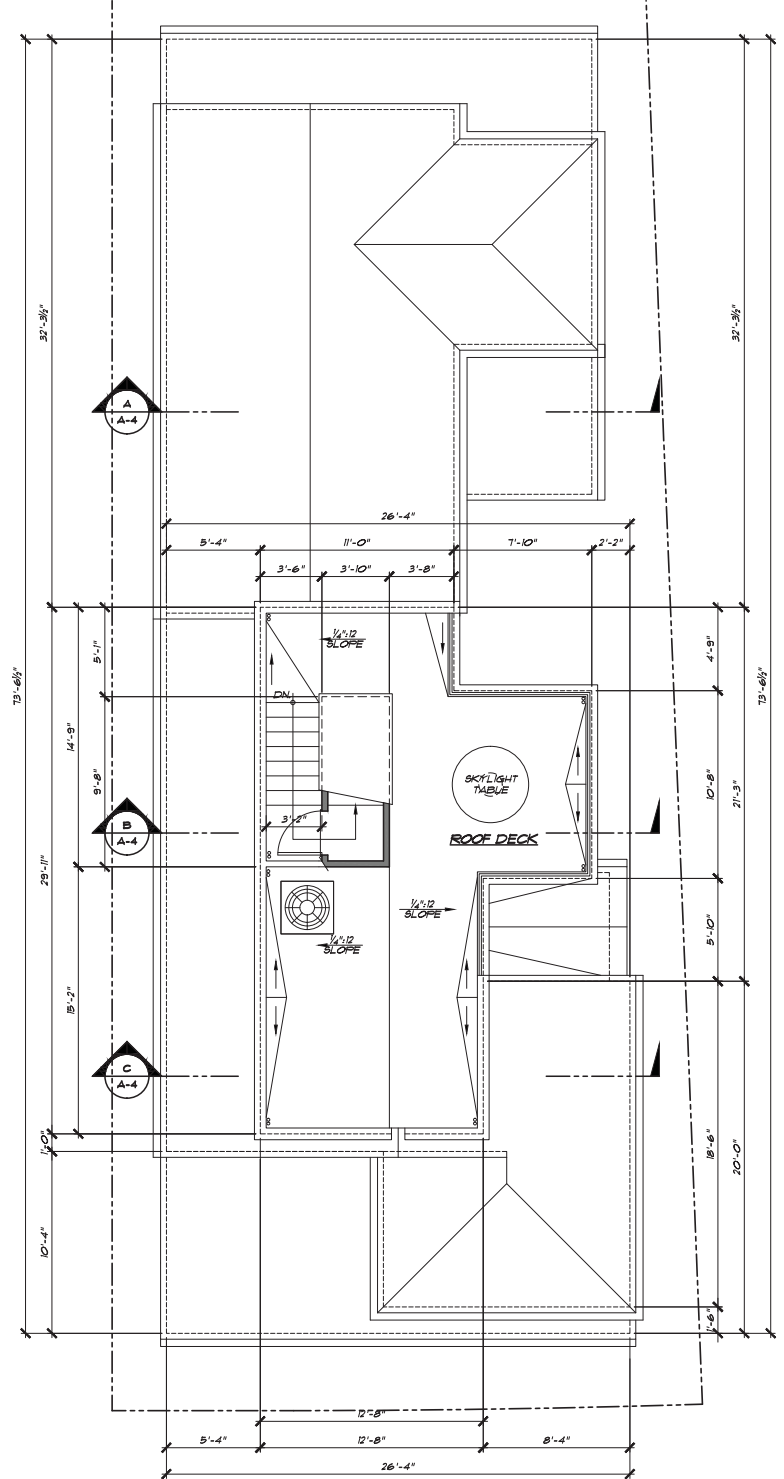 32'-3½"
32'-3½"
A
A-4
26'-4"
5'-4"
11'-0"
7'-10"
2'-2"
3'-6"
3'-10"
3'-8"
¼":12
SLOPE
5'-1"
4'-9"
73'-6½"
73'-6½"
DN.
14'-9"
9'-8"
SKYLIGHT
TABLE
10'-8"
21'-3"
3'-2"
B
A-4
ROOF DECK
29'-11"
¼":12
SLOPE
¼":12
SLOPE
5'-10"
15'-2"
C
A-4
1'-0"
18'-6"
20'-0"
10'-4"
1'-6"
12'-8"
5'-4"
12'-8"
8'-4"
26'-4"